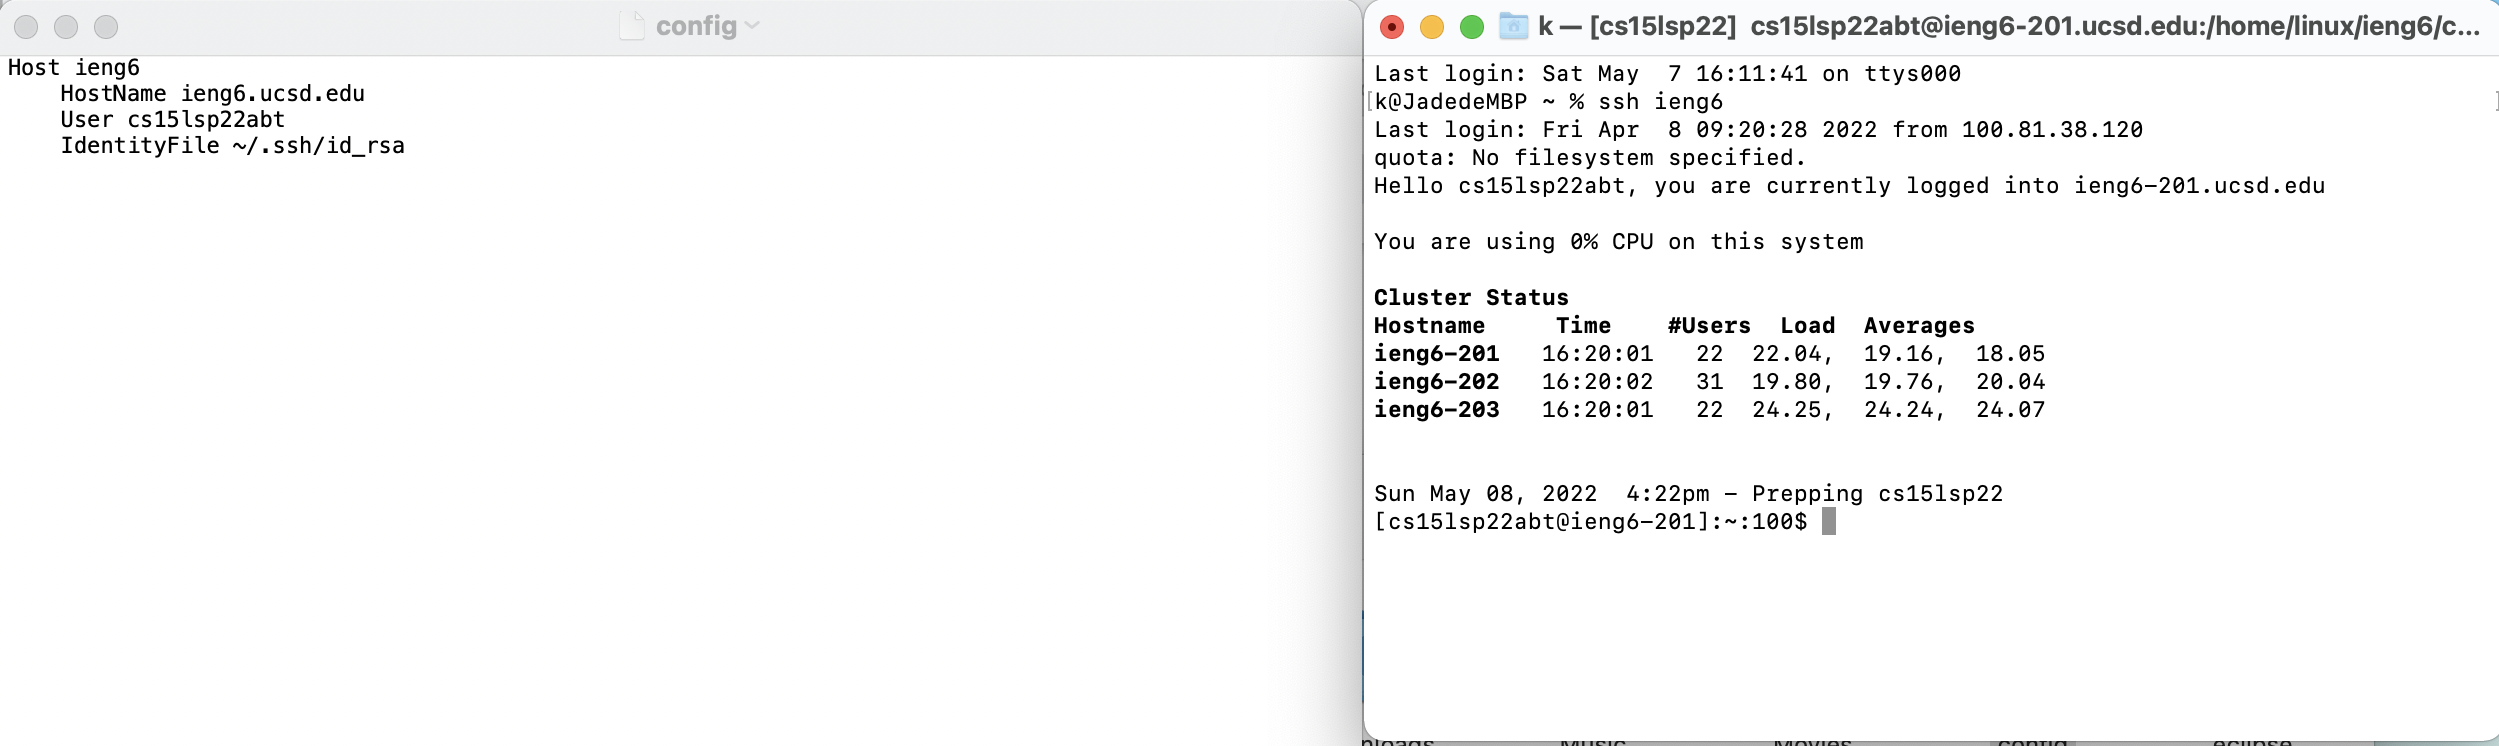 config
Host ieng6
HostName ieng6.ucsd.edu
User cs15lsp22abt
IdentityFile ~/.ssh/id_rsa
k — [cs15lsp22] cs15lsp22abt@ieng6-201.ucsd.edu:/home/linux/ieng6/c...
Last login: Sat May  7 16:11:41 on ttys000
[k@JadedeMBP ~ % ssh ieng6 ]
Last login: Fri Apr  8 09:20:28 2022 from 100.81.38.120
quota: No filesystem specified.
Hello cs15lsp22abt, you are currently logged into ieng6-201.ucsd.edu
You are using 0% CPU on this system
Cluster Status
Hostname     Time    #Users  Load  Averages
ieng6-201   16:20:01   22  22.04,  19.16,  18.05
ieng6-202   16:20:02   31  19.80,  19.76,  20.04
ieng6-203   16:20:01   22  24.25,  24.24,  24.07
Sun May 08, 2022  4:22pm - Prepping cs15lsp22
[cs15lsp22abt@ieng6-201]:~:100$
Music Movies config eclipse